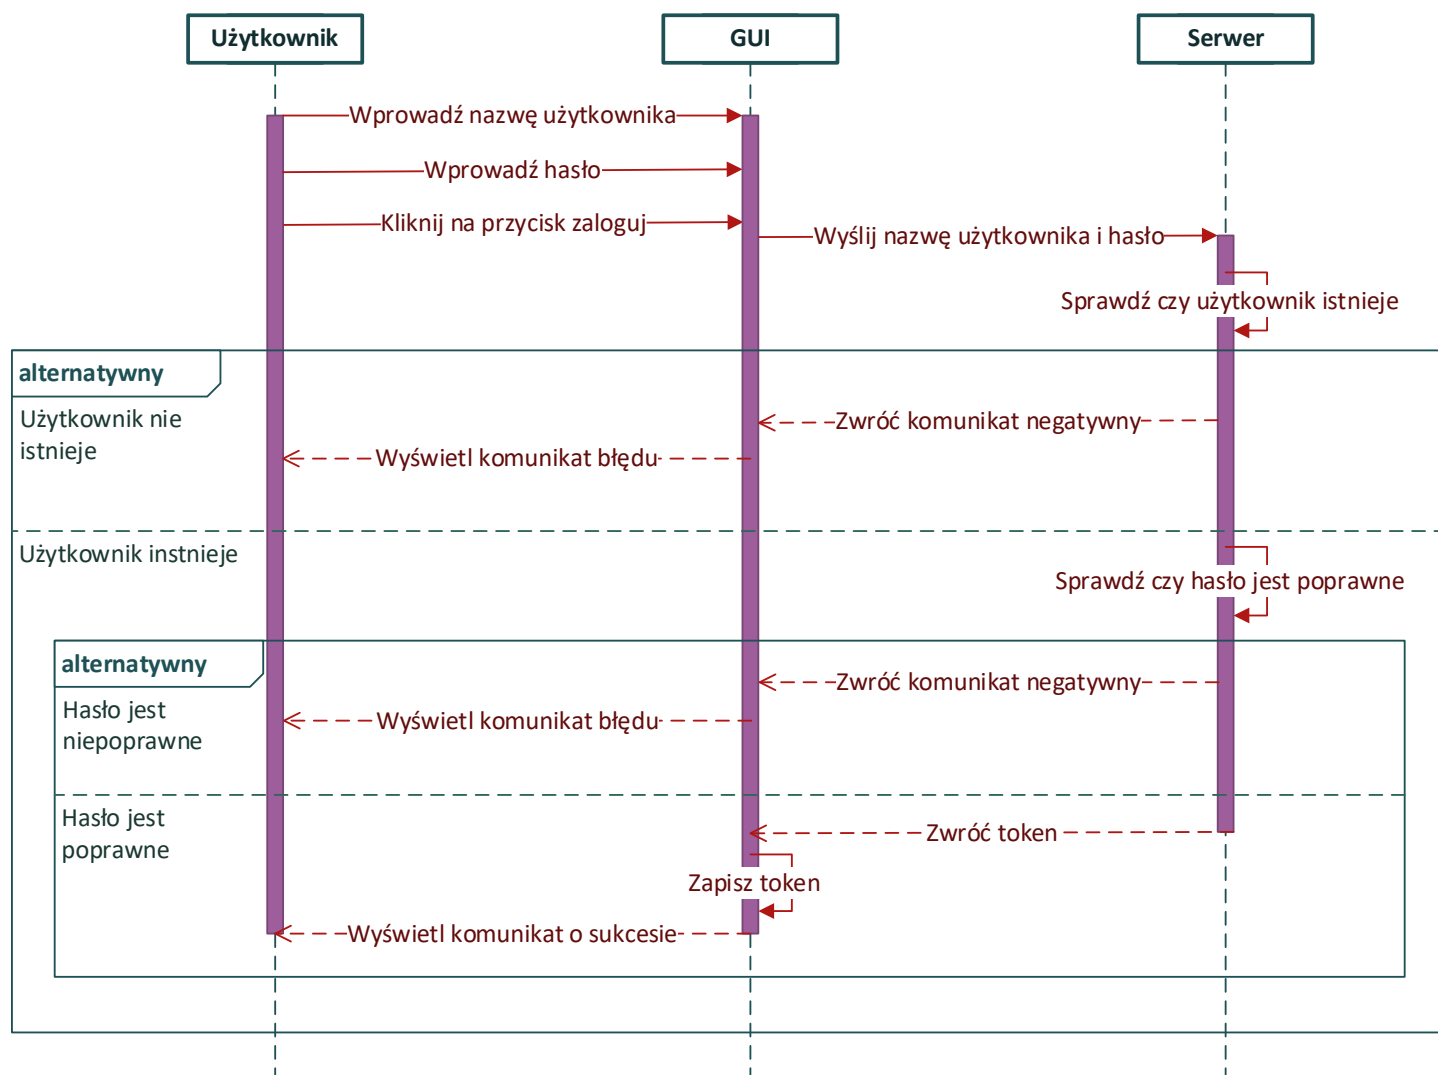 Użytkownik
GUI
Serwer
Wprowadź nazwę użytkownika
Wprowadź hasło
Kliknij na przycisk zaloguj
Wyślij nazwę użytkownika i hasło
Sprawdź czy użytkownik istnieje
alternatywny
Użytkownik nie
istnieje
Zwróć komunikat negatywny
Wyświetl komunikat błędu
Użytkownik instnieje
Sprawdź czy hasło jest poprawne
alternatywny
Hasło jest
niepoprawne
Zwróć komunikat negatywny
Wyświetl komunikat błędu
Hasło jest
poprawne
Zwróć token
Zapisz token
Wyświetl komunikat o sukcesie